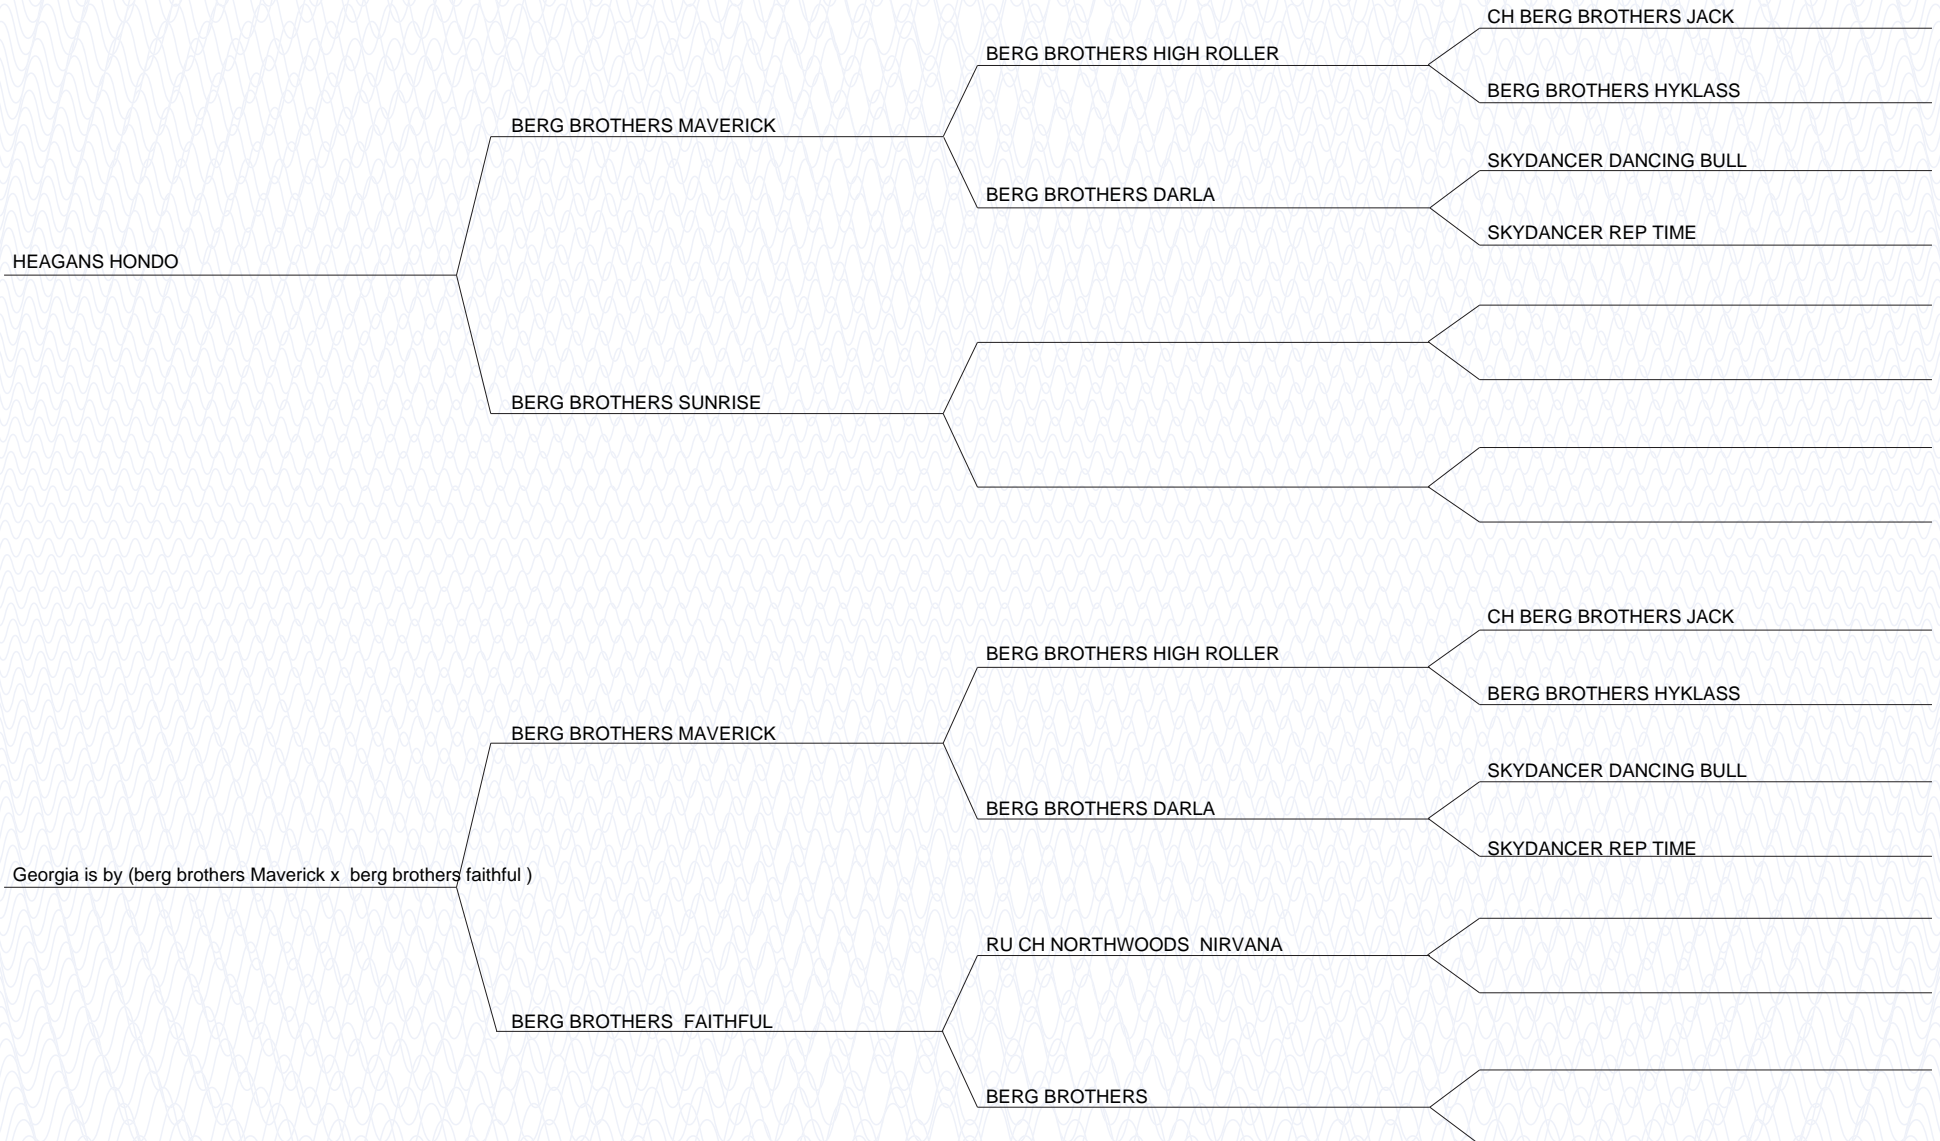 CH BERG BROTHERS JACK
BERG BROTHERS HIGH ROLLER
BERG BROTHERS HYKLASS
BERG BROTHERS MAVERICK
SKYDANCER DANCING BULL
BERG BROTHERS DARLA
SKYDANCER REP TIME
HEAGANS HONDO
BERG BROTHERS SUNRISE
CH BERG BROTHERS JACK
BERG BROTHERS HIGH ROLLER
BERG BROTHERS HYKLASS
BERG BROTHERS MAVERICK
SKYDANCER DANCING BULL
BERG BROTHERS DARLA
SKYDANCER REP TIME
Georgia is by (berg brothers Maverick x  berg brothers faithful )
RU CH NORTHWOODS  NIRVANA
BERG BROTHERS  FAITHFUL
BERG BROTHERS